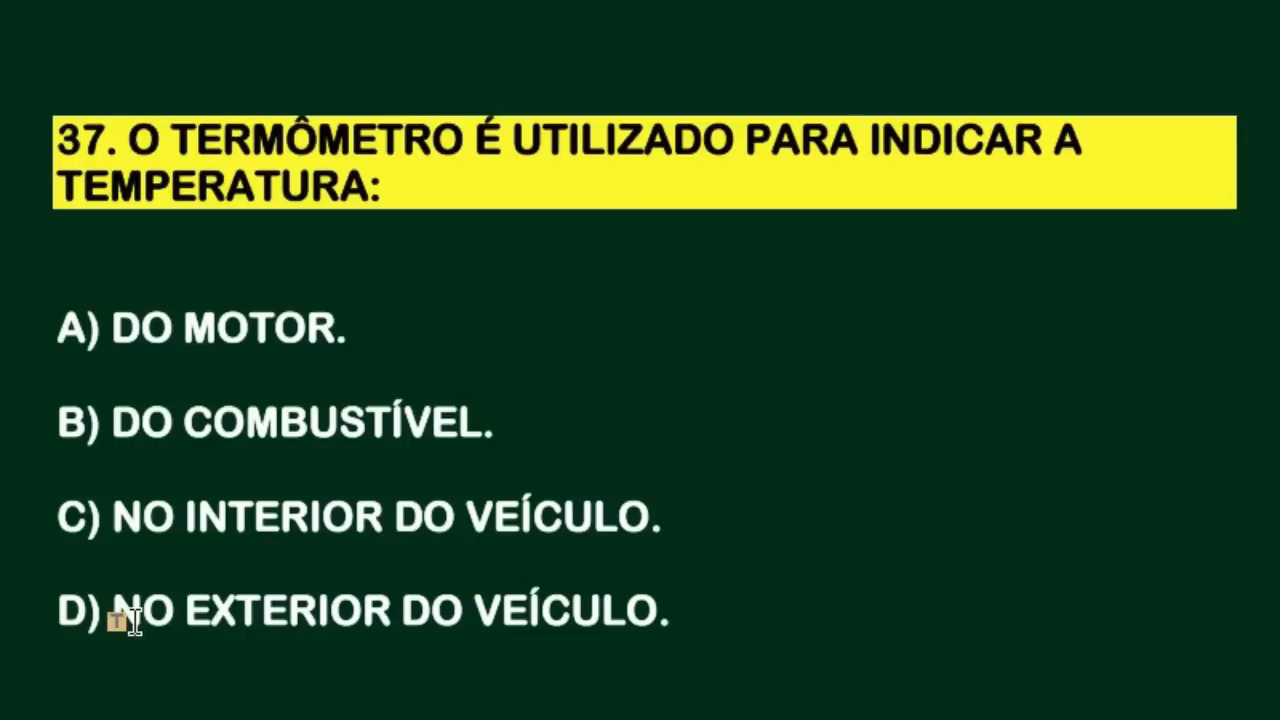 37. O TERMÔMETRO É UTILIZADO PARA INDICAR A
TEMPERATURA:
A) DO MOTOR.
B) DO COMBUSTÍVEL.
C) NO INTERIOR DO VEÍCULO.
D) NO EXTERIOR DO VEÍCULO.
T